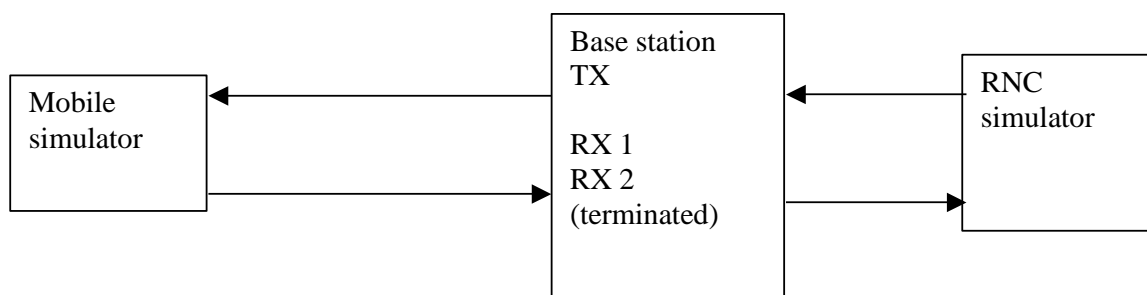 Mobile
simulator
Base station
TX
RX 1
RX 2
(terminated)
RNC
simulator